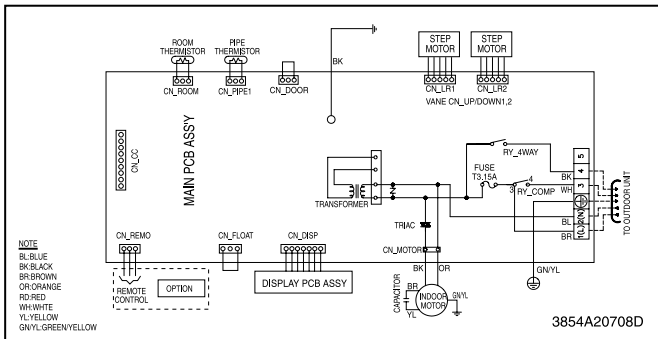 ROOM
THERMISTOR
PIPE
THERMISTOR
STEP
MOTOR
STEP
MOTOR
BK
CN_ROOM
CN_PIPE1
CN_DOOR
CN_LR1
CN_LR2
VANE CN_UP/DOWN1,2
CN_CC
MAIN PCB ASS'Y
RY_4WAY
FUSE
T3.15A
TRANSFORMER
3
4
RY_COMP
BK
WH
BL
BR
5
4
3
2(N)
1(L)
TO OUTDOOR UNIT
TRIAC
CN_MOTOR
CN_REMO
CN_FLOAT
CN_DISP
BK
OR
GN/YL
NOTE
BL:BLUE
BK:BLACK
BR:BROWN
OR:ORANGE
RD:RED
WH:WHTE
YL:YELLOW
GN/YL:GREEN/YELLOW
REMOTE
CONTROL
OPTION
DISPLAY PCB ASSY
CAPACITOR
BR
YL
INDOOR
MOTOR
GN/YL
3854A20708D